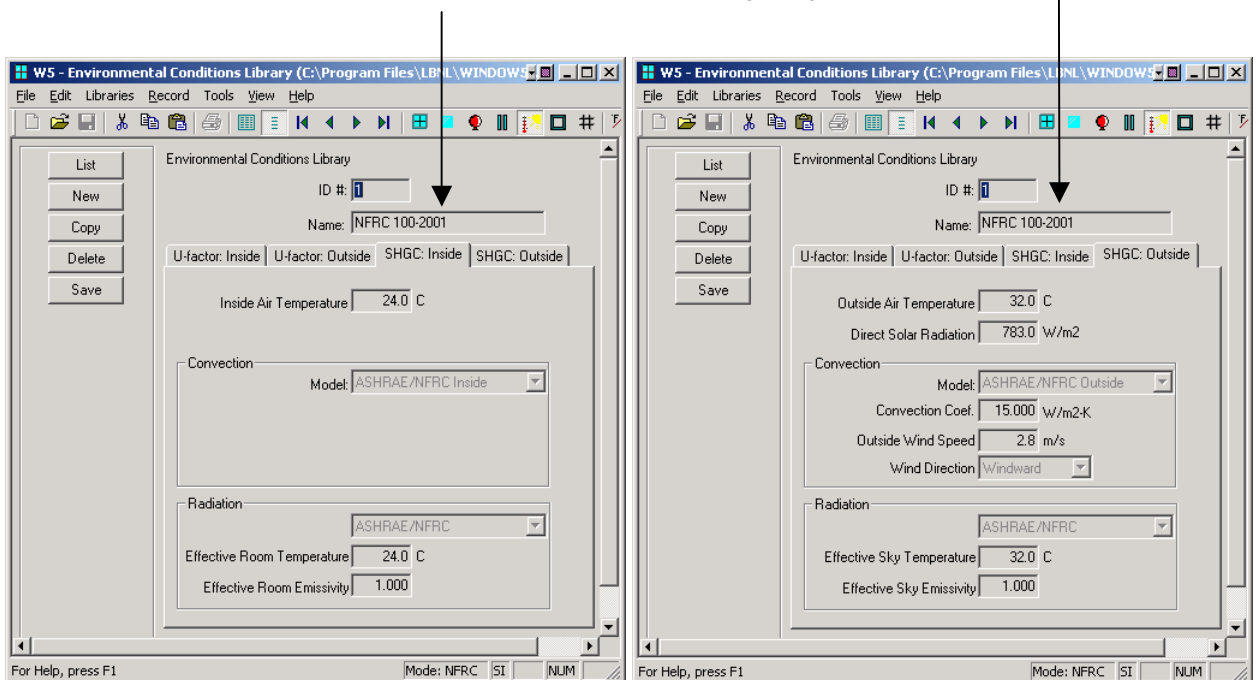 W5 - Environmental Conditions Library (C:\Program Files\LBNL\WINDOW5
File Edit Libraries Record Tools View Help
List
New
Copy
Delete
Save
Environmental Conditions Library
ID #: 1
Name: NFRC 100-2001
U-factor: Inside U-factor: Outside SHGC: Inside SHGC: Outside
Inside Air Temperature 24.0 C
Convection
Model: ASHRAE/NFRC Inside
Radiation
ASHRAE/NFRC
Effective Room Temperature 24.0 C
Effective Room Emissivity 1.000
For Help, press F1 Mode: NFRC SI NUM
W5 - Environmental Conditions Library (C:\Program Files\LBNL\WINDOW5
File Edit Libraries Record Tools View Help
List
New
Copy
Delete
Save
Environmental Conditions Library
ID #: 1
Name: NFRC 100-2001
U-factor: Inside U-factor: Outside SHGC: Inside SHGC: Outside
Outside Air Temperature 32.0 C
Direct Solar Radiation 783.0 W/m2
Convection
Model: ASHRAE/NFRC Outside
Convection Coef. 15.000 W/m2-K
Outside Wind Speed 2.8 m/s
Wind Direction Windward
Radiation
ASHRAE/NFRC
Effective Sky Temperature 32.0 C
Effective Sky Emissivity 1.000
For Help, press F1 Mode: NFRC SI NUM